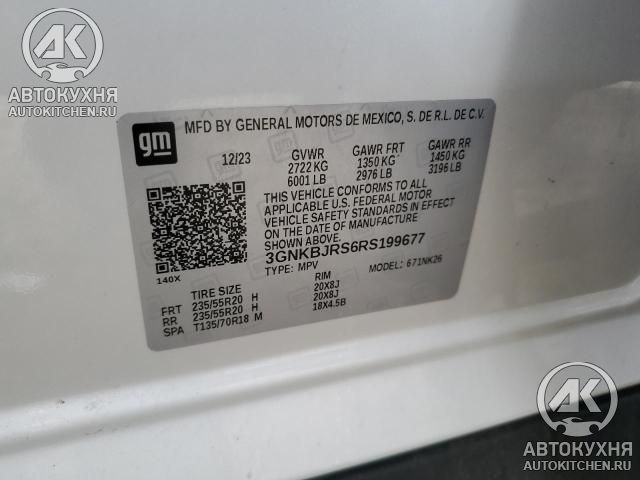 AK
АВТОКУХНЯ
AUTOKITCHEN.RU
gm
MFD BY GENERAL MOTORS DE MEXICO, S. DE R.L. DE C.V.
12/23 GVWR GAWR FRT GAWR RR
2722 KG 1350 KG 1450 KG
6001 LB 2976 LB 3196 LB
THIS VEHICLE CONFORMS TO ALL
APPLICABLE U.S. FEDERAL MOTOR
VEHICLE SAFETY STANDARDS IN EFFECT
ON THE DATE OF MANUFACTURE
SHOWN ABOVE.
3GNKBJRS6RS199677
140X TYPE: MPV MODEL: 671NK26
TIRE SIZE RIM
FRT 235/55R20 H 20X8J
RR 235/55R20 H 20X8J
SPA T135/70R18 M 18X4.5B
AK
АВТОКУХНЯ
AUTOKITCHEN.RU